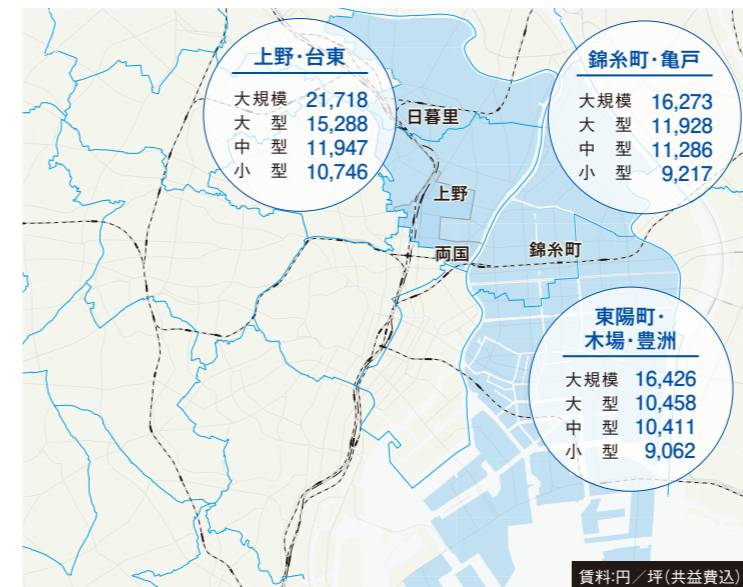 上野・台東
大規模 21,718
大 型 15,288
中 型 11,947
小 型 10,746
錦糸町・亀戸
大規模 16,273
大 型 11,928
中 型 11,286
小 型 9,217
日暮里
上野
両国
錦糸町
東陽町・
木場・豊洲
大規模 16,426
大 型 10,458
中 型 10,411
小 型 9,062
賃料:円／坪(共益費込)